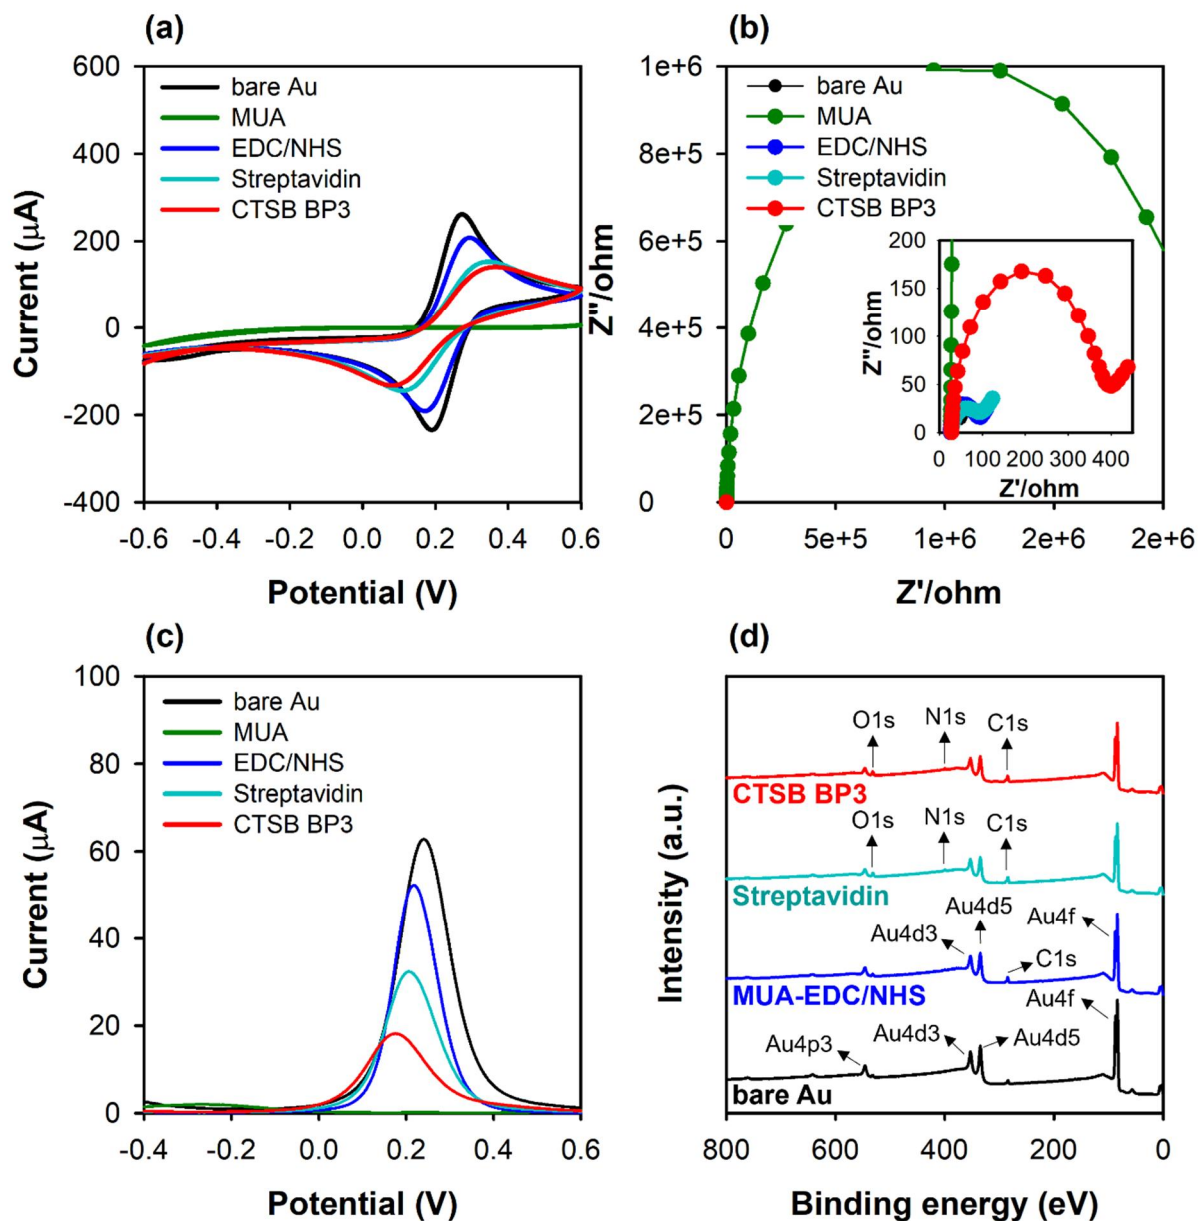 (a)
600
400
200
0
-200
-400
Current (μA)
bare Au
MUA
EDC/NHS
Streptavidin
CTSB BP3
-0.6 -0.4 -0.2 0.0 0.2 0.4 0.6
Potential (V)
(b)
1e+6
8e+5
6e+5
4e+5
2e+5
0
Z"/ohm
bare Au
MUA
EDC/NHS
Streptavidin
CTSB BP3
200
150
100
50
0
Z"/ohm
0 100 200 300 400
Z'/ohm
0 5e+5 1e+6 2e+6 2e+6
Z'/ohm
(c)
100
80
60
40
20
0
Current (μA)
bare Au
MUA
EDC/NHS
Streptavidin
CTSB BP3
-0.4 -0.2 0.0 0.2 0.4 0.6
Potential (V)
(d)
Intensity (a.u.)
O1s N1s C1s
CTSB BP3
O1s N1s C1s
Streptavidin
Au4d3 Au4d5 Au4f
C1s
MUA-EDC/NHS
Au4f
Au4p3 Au4d3 Au4d5
bare Au
800 600 400 200 0
Binding energy (eV)